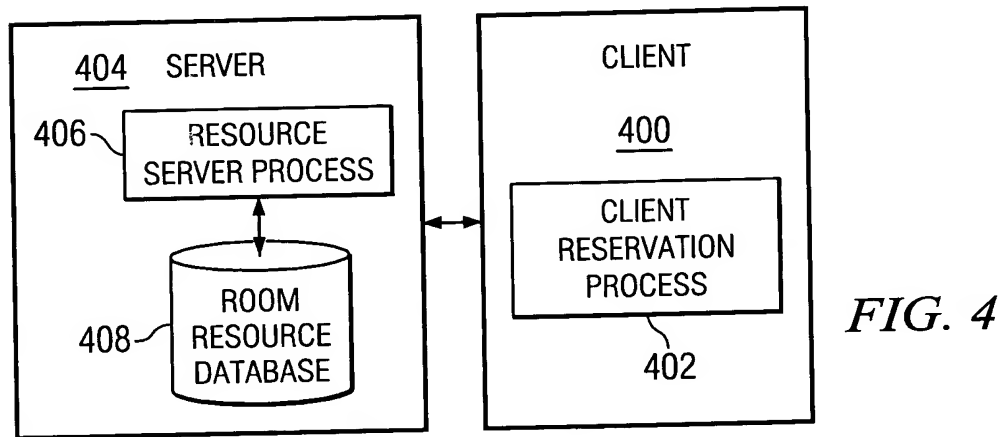 404 SERVER
406
RESOURCE
SERVER PROCESS
408
ROOM
RESOURCE
DATABASE
CLIENT
400
CLIENT
RESERVATION
PROCESS
402
FIG. 4